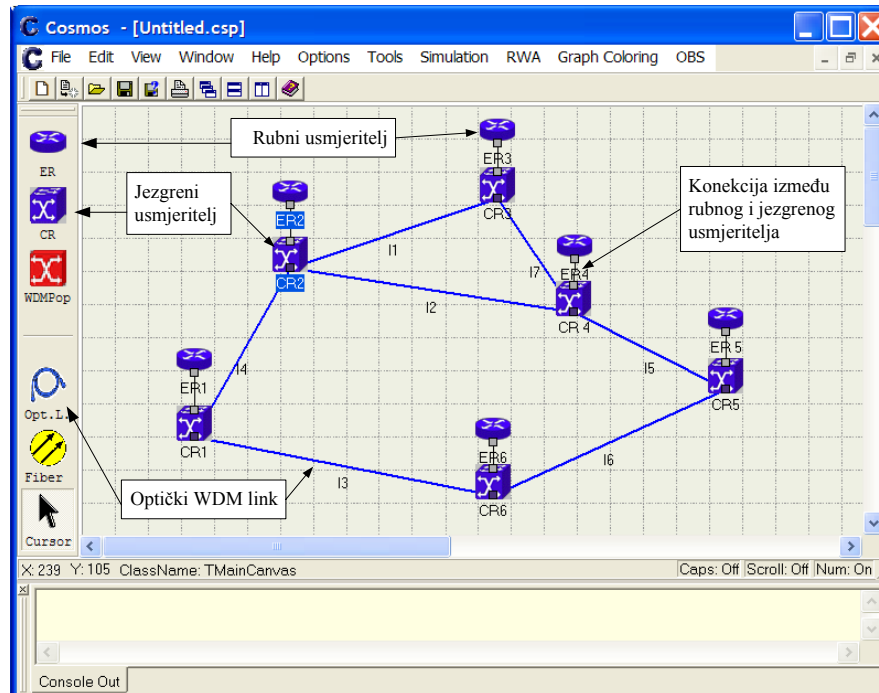 Cosmos - [Untitled.csp]
File Edit View Window Help Options Tools Simulation RWA Graph Coloring OBS
ER
CR
WDMPop
Opt.L.
Fiber
Cursor
Rubni usmjeritelj
Jezgreni
usmjeritelj
Konekcija između
rubnog i jezgrenog
usmjeritelja
Optički WDM link
ER3
CR3
ER2
CR2
l1
l7
ER4
CR 4
l2
l4
l5
ER 5
CR5
ER1
CR1
l3
ER6
CR6
l6
X: 239 Y: 105 ClassName: TMainCanvas
Caps: Off Scroll: Off Num: On
Console Out